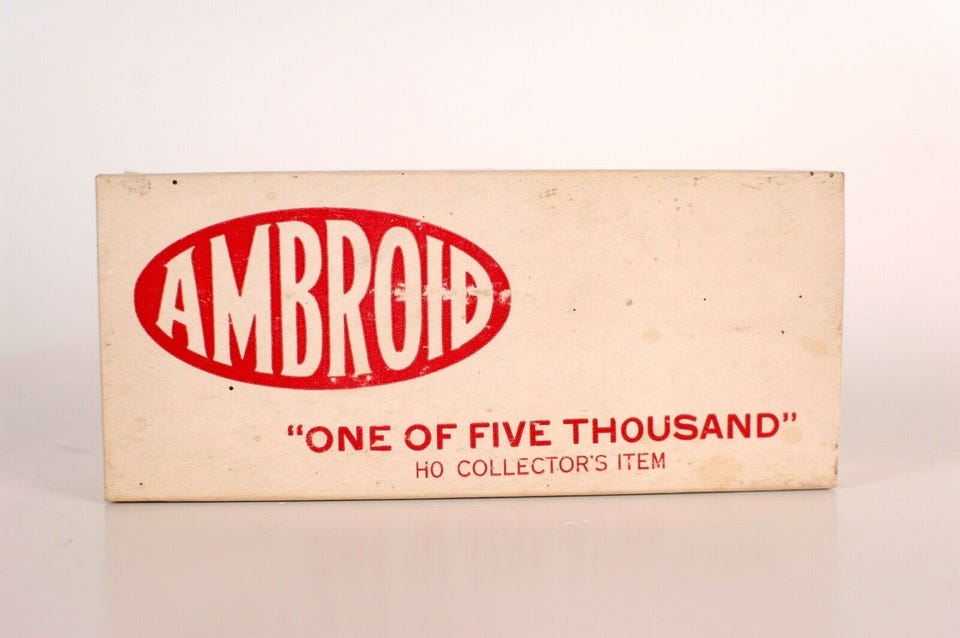 AMBROID
“ONE OF FIVE THOUSAND”
HO COLLECTOR'S ITEM